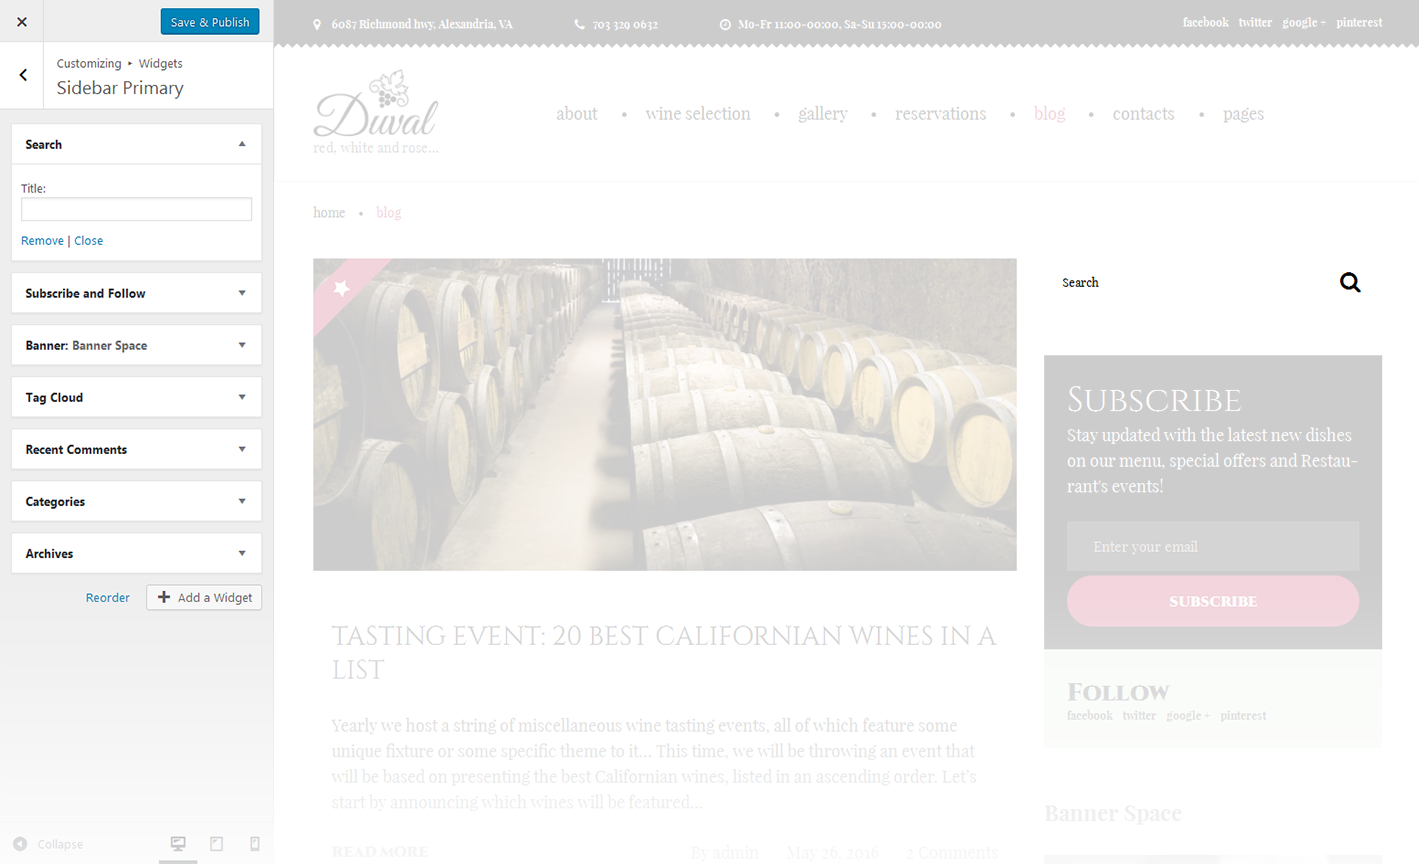 Save & Publish
Customizing ▸ Widgets
Sidebar Primary
Search
Title:
Remove | Close
Subscribe and Follow
Banner: Banner Space
Tag Cloud
Recent Comments
Categories
Archives
Reorder
Add a Widget
Collapse
6087 Richmond hwy, Alexandria, VA
703 329 0632
Mo-Fr 11:00-00:00, Sa-Su 15:00-00:00
facebook twitter google + pinterest
Duval
red, white and rose...
about • wine selection • gallery • reservations • blog • contacts • pages
home • blog
TASTING EVENT: 20 BEST CALIFORNIAN WINES IN A
LIST
Yearly we host a string of miscellaneous wine tasting events, all of which feature some
unique fixture or some specific theme to it... This time, we will be throwing an event that
will be based on presenting the best Californian wines, listed in an ascending order. Let's
start by announcing which wines will be featured...
READ MORE
By admin May 26, 2016 2 Comments
Search
SUBSCRIBE
Stay updated with the latest new dishes
on our menu, special offers and Restau-
rant's events!
Enter your email
SUBSCRIBE
FOLLOW
facebook twitter google + pinterest
Banner Space